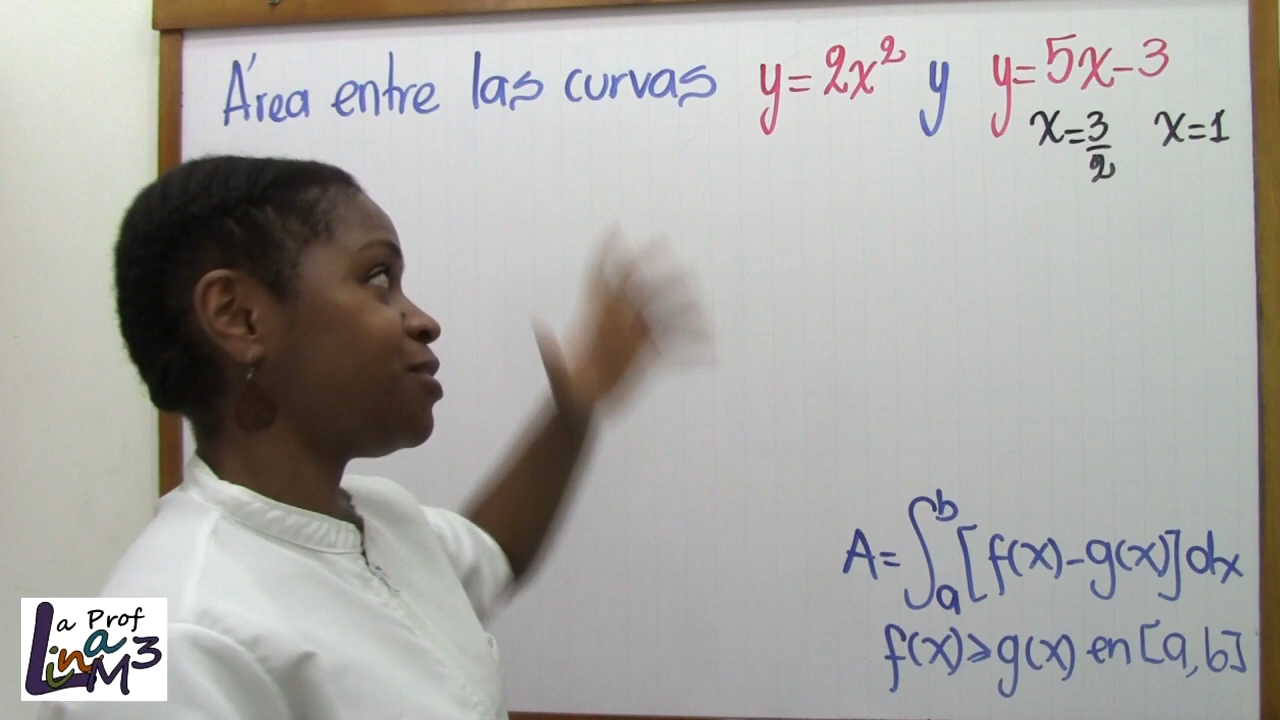 Área entre las curvas y=2x² y y=5x-3
x=3/2 x=1
A=∫ₐᵇ[f(x)-g(x)]dx
f(x)≥g(x) en [a,b]
La Prof
Lina M3